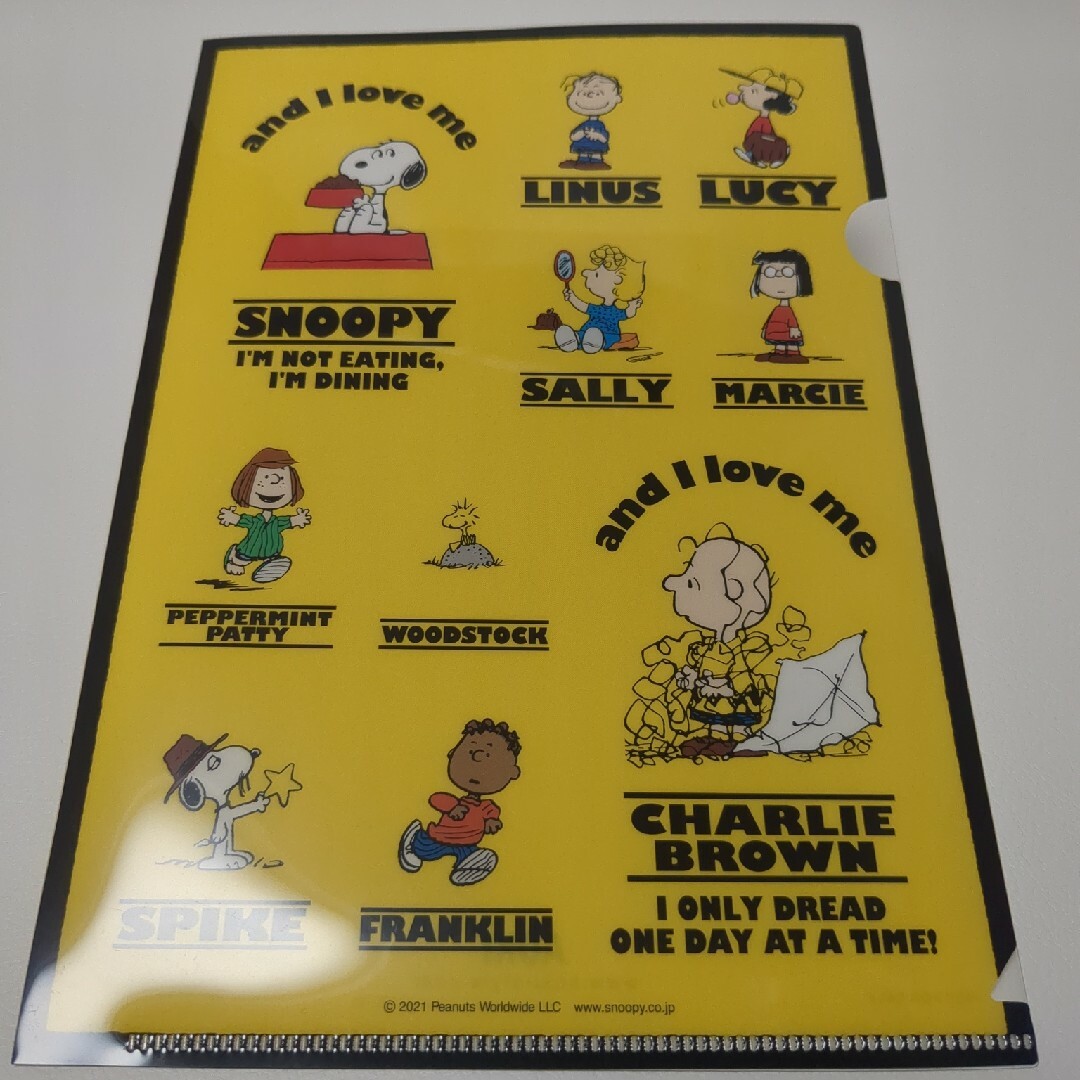 and I love me
LINUS
LUCY
SNOOPY
I'M NOT EATING,
I'M DINING
SALLY
MARCIE
and I love me
PEPPERMINT
PATTY
WOODSTOCK
CHARLIE
BROWN
I ONLY DREAD
ONE DAY AT A TIME!
SPIKE
FRANKLIN
© 2021 Peanuts Worldwide LLC www.snoopy.co.jp